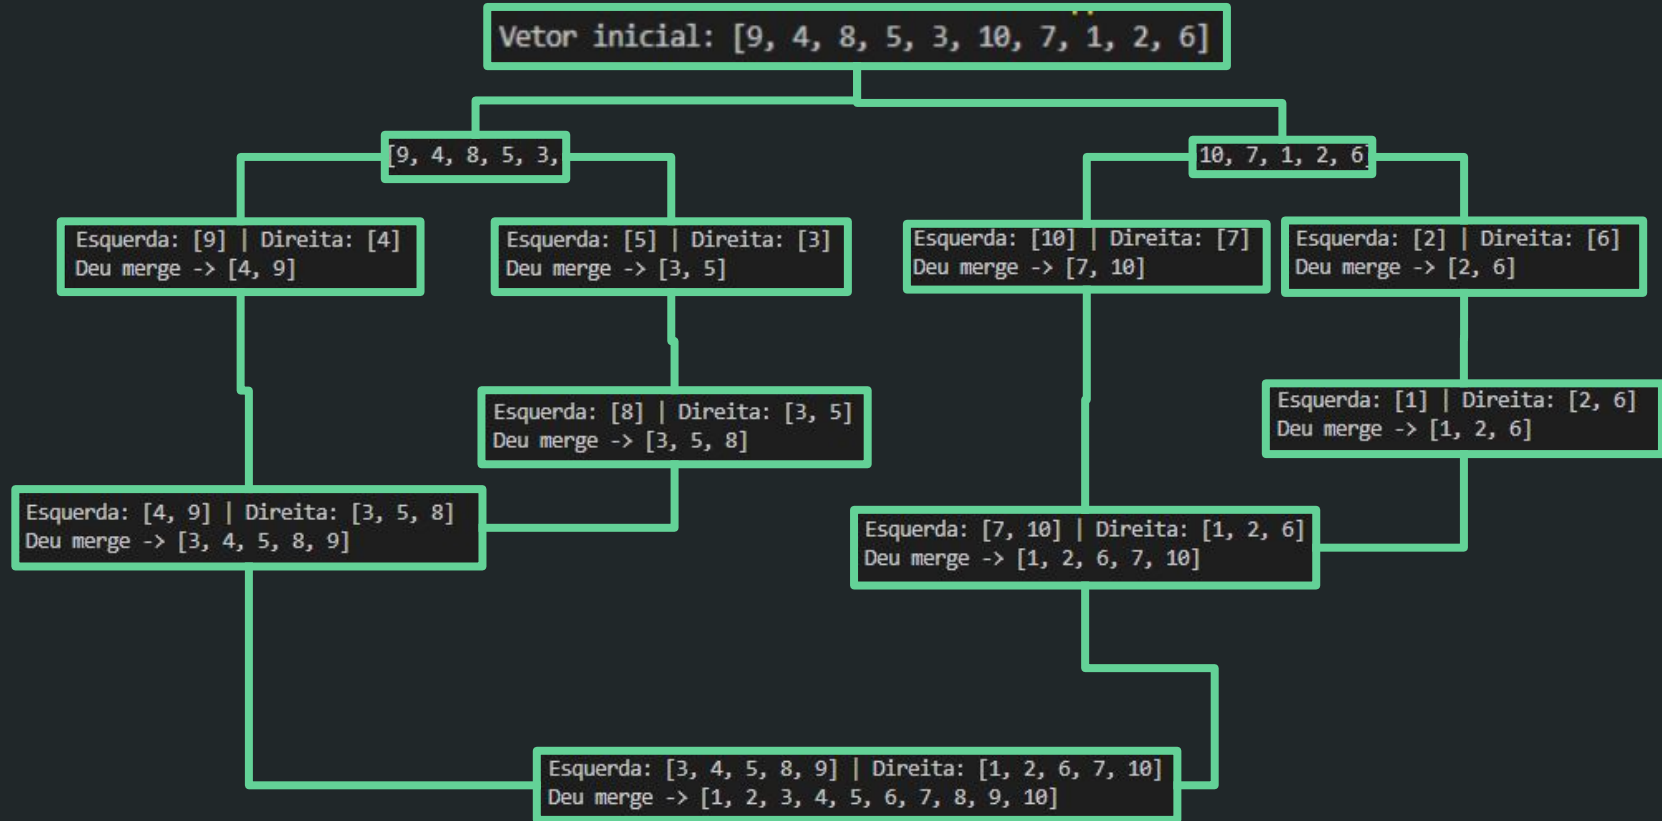 Vetor inicial: [9, 4, 8, 5, 3, 10, 7, 1, 2, 6]
[9, 4, 8, 5, 3,
10, 7, 1, 2, 6]
Esquerda: [9] | Direita: [4]
Deu merge -> [4, 9]
Esquerda: [5] | Direita: [3]
Deu merge -> [3, 5]
Esquerda: [10] | Direita: [7]
Deu merge -> [7, 10]
Esquerda: [2] | Direita: [6]
Deu merge -> [2, 6]
Esquerda: [8] | Direita: [3, 5]
Deu merge -> [3, 5, 8]
Esquerda: [1] | Direita: [2, 6]
Deu merge -> [1, 2, 6]
Esquerda: [4, 9] | Direita: [3, 5, 8]
Deu merge -> [3, 4, 5, 8, 9]
Esquerda: [7, 10] | Direita: [1, 2, 6]
Deu merge -> [1, 2, 6, 7, 10]
Esquerda: [3, 4, 5, 8, 9] | Direita: [1, 2, 6, 7, 10]
Deu merge -> [1, 2, 3, 4, 5, 6, 7, 8, 9, 10]